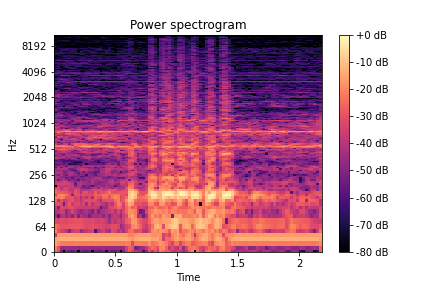 Power spectrogram
8192
4096
2048
1024
512
256
128
64
0
Hz
0 0.5 1 1.5 2
Time
+0 dB
-10 dB
-20 dB
-30 dB
-40 dB
-50 dB
-60 dB
-70 dB
-80 dB